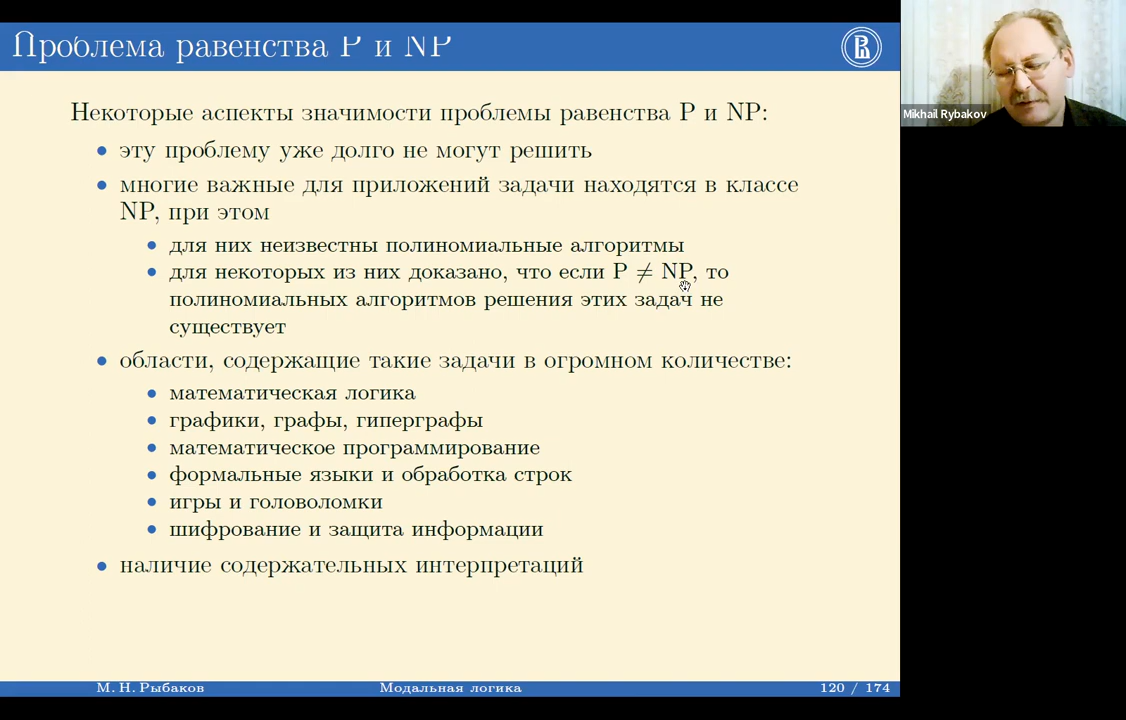 Проблема равенства P и NP
Mikhail Rybakov
Некоторые аспекты значимости проблемы равенства P и NP:
• эту проблему уже долго не могут решить
• многие важные для приложений задачи находятся в классе
NP, при этом
• для них неизвестны полиномиальные алгоритмы
• для некоторых из них доказано, что если P ≠ NP, то
полиномиальных алгоритмов решения этих задач не
существует
• области, содержащие такие задачи в огромном количестве:
• математическая логика
• графики, графы, гиперграфы
• математическое программирование
• формальные языки и обработка строк
• игры и головоломки
• шифрование и защита информации
• наличие содержательных интерпретаций
М. Н. Рыбаков
Модальная логика
120 / 174